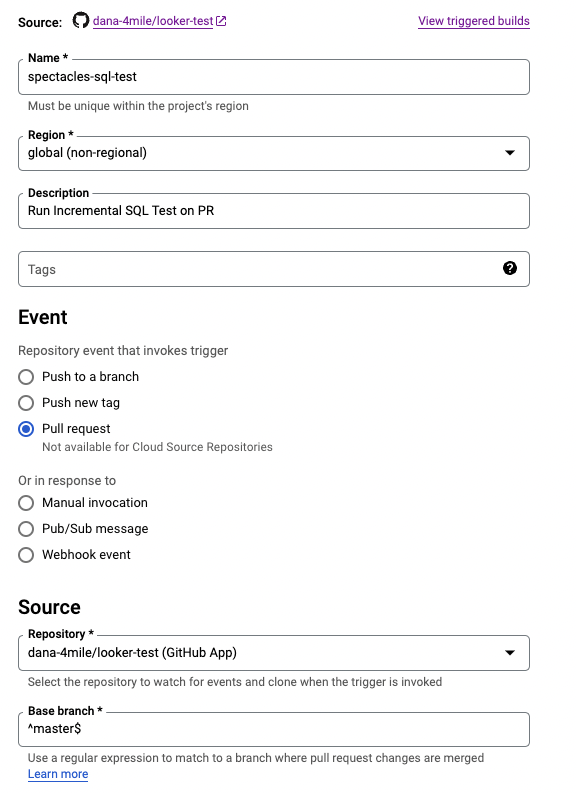 Source: dana-4mile/looker-test View triggered builds
Name *
spectacles-sql-test
Must be unique within the project's region
Region *
global (non-regional)
Description
Run Incremental SQL Test on PR
Tags
Event
Repository event that invokes trigger
Push to a branch
Push new tag
Pull request
Not available for Cloud Source Repositories
Or in response to
Manual invocation
Pub/Sub message
Webhook event
Source
Repository *
dana-4mile/looker-test (GitHub App)
Select the repository to watch for events and clone when the trigger is invoked
Base branch *
^master$
Use a regular expression to match to a branch where pull request changes are merged
Learn more